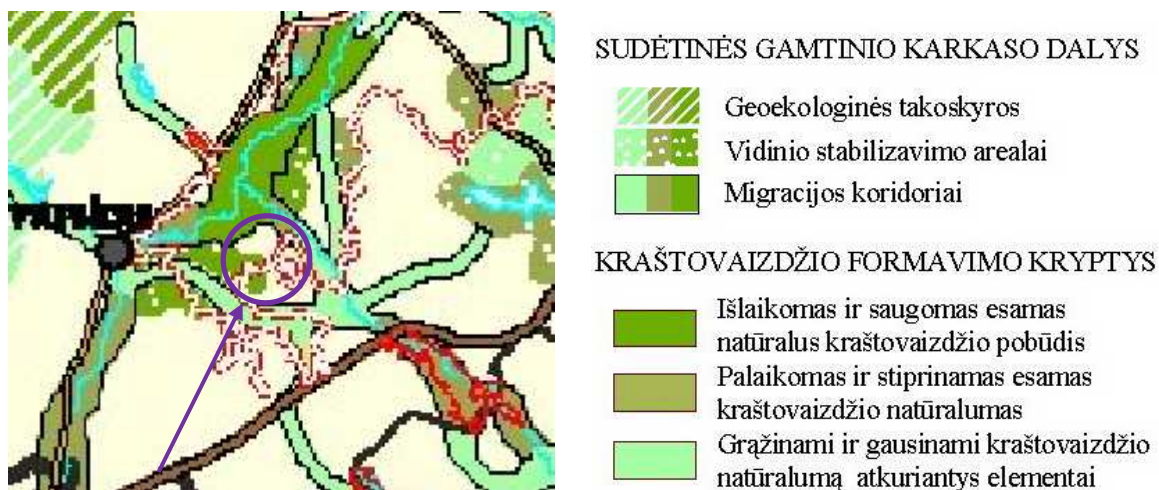 SUDĖTINĖS GAMTINIO KARKASO DALYS
Geoekologinės takoskyros
Vidinio stabilizavimo arealai
Migracijos koridoriai
KRAŠTOVAIZDŽIO FORMAVIMO KRYPTYS
Išlaikomas ir saugomas esamas
natūralus kraštovaizdžio pobūdis
Palaikomas ir stiprinamas esamas
kraštovaizdžio natūralumas
Grąžinami ir gausinami kraštovaizdžio
natūralumą atkuriantys elementai